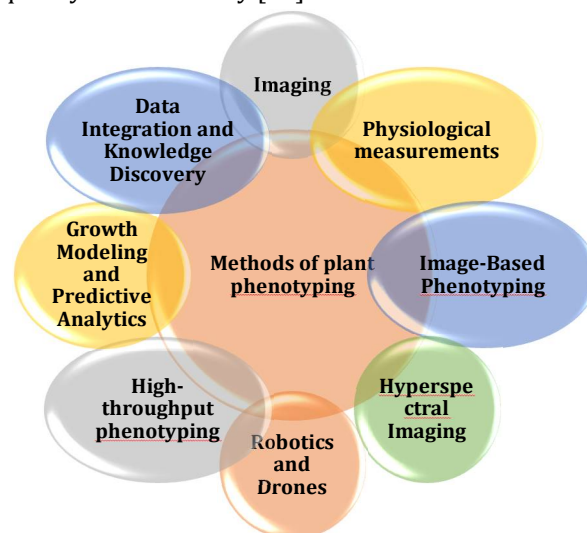 Imaging
Physiological
measurements
Image-Based
Phenotyping
Hyperspe
ctral
Imaging
Robotics
and
Drones
High-
throughput
phenotyping
Growth
Modeling
and
Predictive
Analytics
Data
Integration and
Knowledge
Discovery
Methods of plant
phenotyping